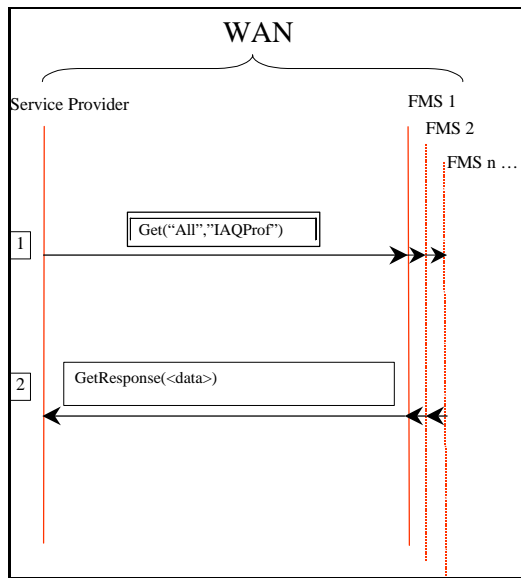 WAN
Service Provider
FMS 1
FMS 2
FMS n …
1
Get(“All”,”IAQProf”)
2
GetResponse(<data>)